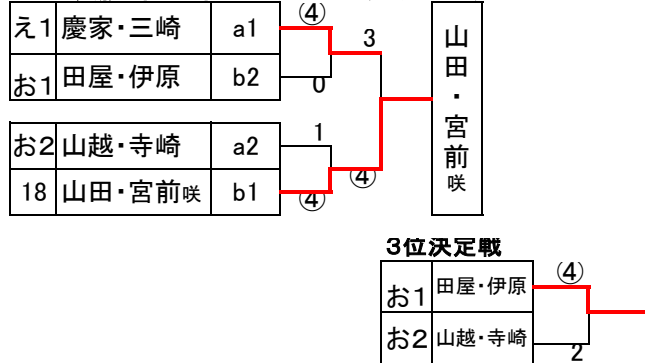 え1 慶家・三崎 a1 ④
3
お1 田屋・伊原 b2 0
お2 山越・寺崎 a2 1
18 山田・宮前咲 b1 ④
④
山田・宮前咲
3位決定戦
お1 田屋・伊原 ④
お2 山越・寺崎 2